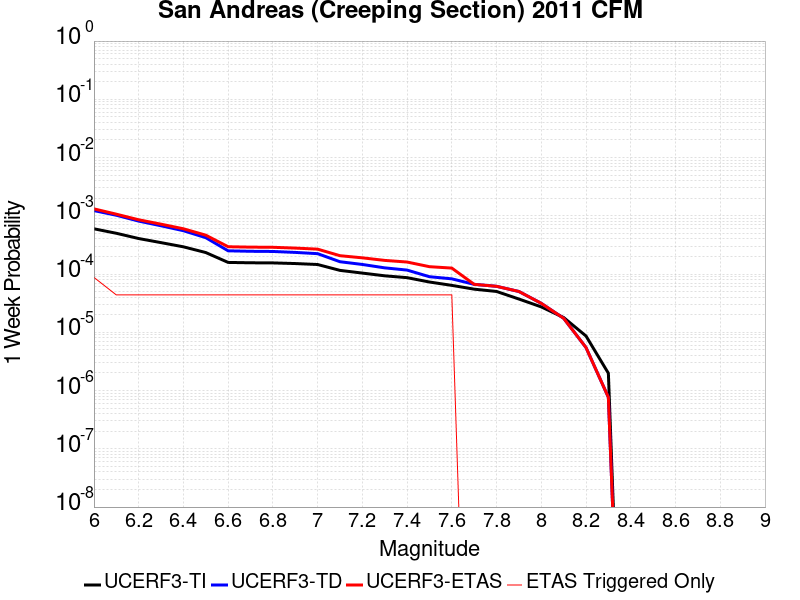 San Andreas (Creeping Section) 2011 CFM
1 Week Probability
10^0
10^-1
10^-2
10^-3
10^-4
10^-5
10^-6
10^-7
10^-8
6 6.2 6.4 6.6 6.8 7 7.2 7.4 7.6 7.8 8 8.2 8.4 8.6 8.8 9
Magnitude
UCERF3-TI UCERF3-TD UCERF3-ETAS ETAS Triggered Only